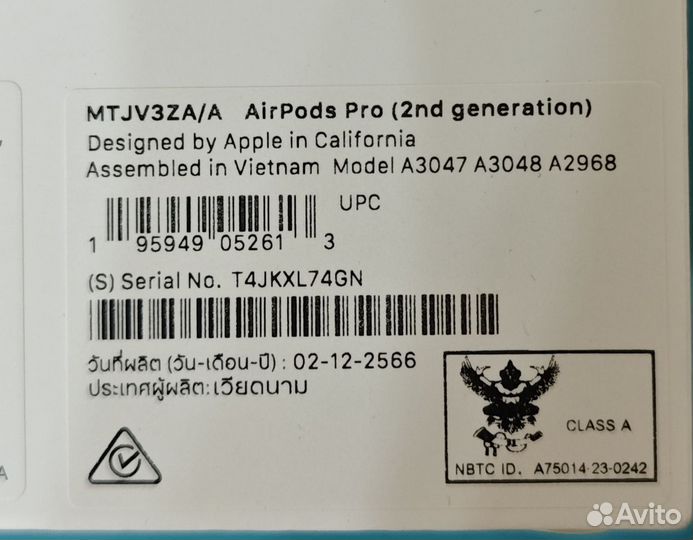 MTJV3ZA/A AirPods Pro (2nd generation)
Designed by Apple in California
Assembled in Vietnam Model A3047 A3048 A2968
UPC
1 95949 05261 3
(S) Serial No. T4JKXL74GN
วันที่ผลิต (วัน-เดือน-ปี) : 02-12-2566
ประเทศผู้ผลิต: เวียดนาม
CLASS A
NBTC ID. A75014-23-0242
A
Avito